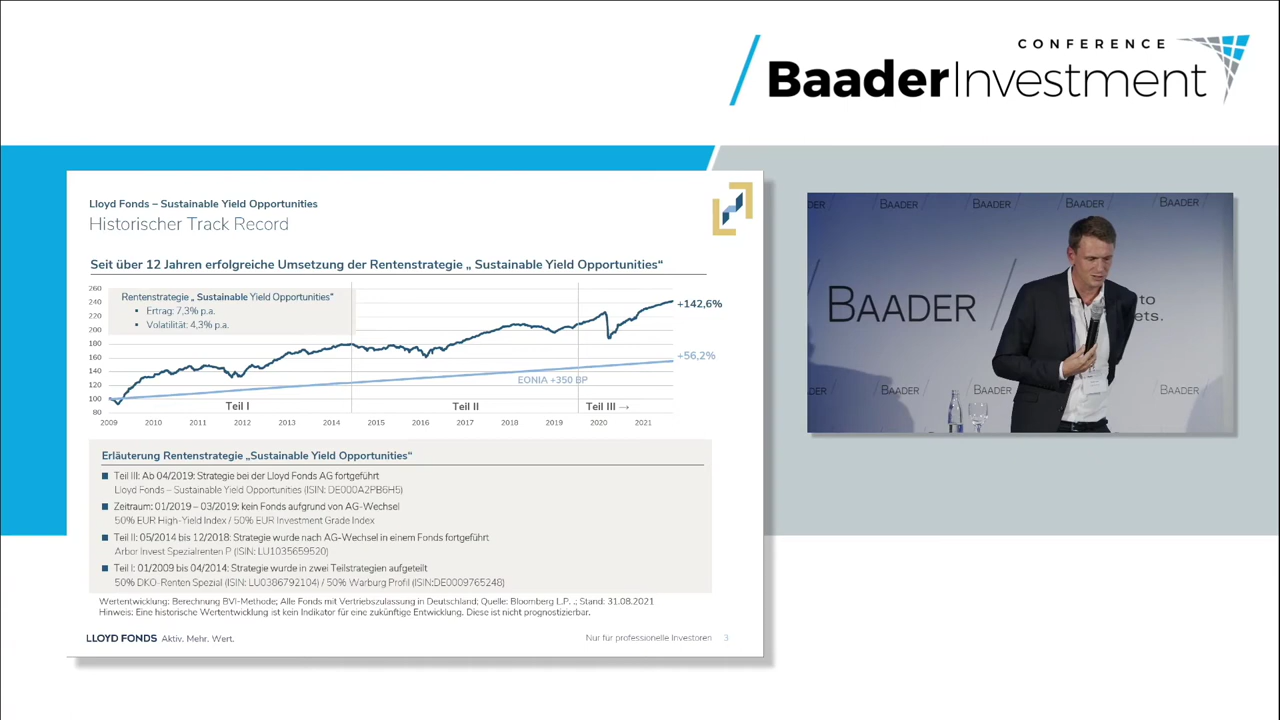 CONFERENCE
BaaderInvestment
Lloyd Fonds – Sustainable Yield Opportunities
Historischer Track Record
Seit über 12 Jahren erfolgreiche Umsetzung der Rentenstrategie „ Sustainable Yield Opportunities“
260
240
220
200
180
160
140
120
100
80
Rentenstrategie „ Sustainable Yield Opportunities“
Ertrag: 7,3% p.a.
Volatilität: 4,3% p.a.
+142,6%
+56,2%
EONIA +350 BP
Teil I
Teil II
Teil III →
2009 2010 2011 2012 2013 2014 2015 2016 2017 2018 2019 2020 2021
Erläuterung Rentenstrategie „Sustainable Yield Opportunities“
Teil III: Ab 04/2019: Strategie bei der Lloyd Fonds AG fortgeführt
Lloyd Fonds – Sustainable Yield Opportunities (ISIN: DE000A2PB6H5)
Zeitraum: 01/2019 – 03/2019: kein Fonds aufgrund von AG-Wechsel
50% EUR High-Yield Index / 50% EUR Investment Grade Index
Teil II: 05/2014 bis 12/2018: Strategie wurde nach AG-Wechsel in einem Fonds fortgeführt
Arbor Invest Spezialrenten P (ISIN: LU1035659520)
Teil I: 01/2009 bis 04/2014: Strategie wurde in zwei Teilstrategien aufgeteilt
50% DKO-Renten Spezial (ISIN: LU0386792104) / 50% Warburg Profil (ISIN:DE0009765248)
Wertentwicklung: Berechnung BVI-Methode; Alle Fonds mit Vertriebszulassung in Deutschland; Quelle: Bloomberg L.P. .; Stand: 31.08.2021
Hinweis: Eine historische Wertentwicklung ist kein Indikator für eine zukünftige Entwicklung. Diese ist nicht prognostizierbar.
LLOYD FONDS Aktiv. Mehr. Wert.
Nur für professionelle Investoren 3
DER
BAADER
BAADER
BAADER
BAADER
to
ets.
DER
BAADER
BAADER